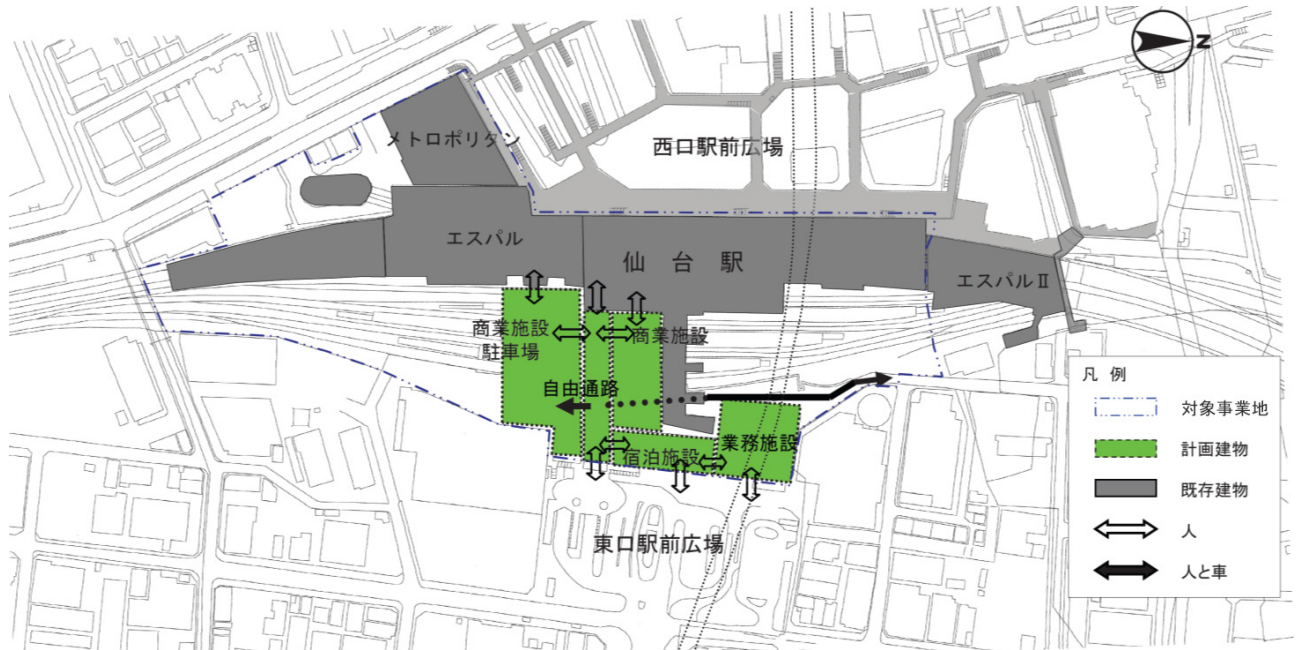 N
メトロポリタン
西口駅前広場
エスパル
仙台駅
エスパルⅡ
商業施設
駐車場
商業施設
自由通路
宿泊施設
業務施設
東口駅前広場
凡 例
対象事業地
計画建物
既存建物
人
人と車